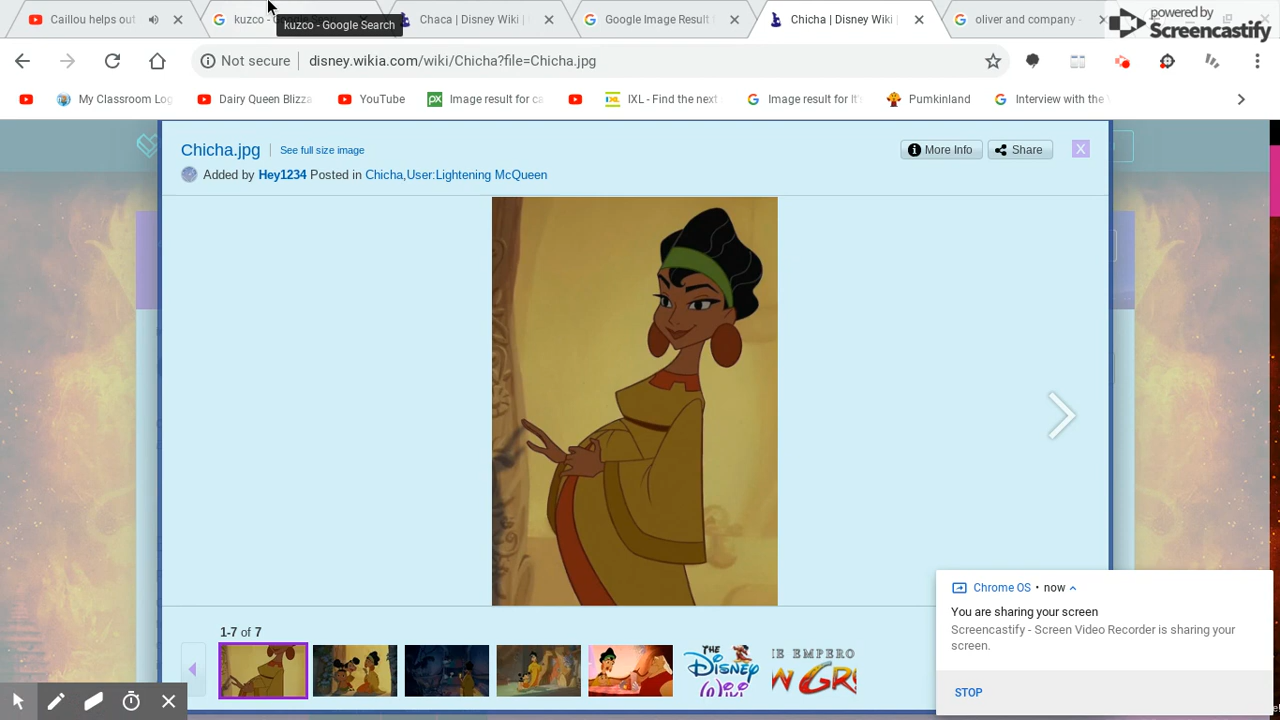 Caillou helps out
kuzco - G
Chaca | Disney Wiki |
Google Image Result
Chicha | Disney Wiki
oliver and company -
kuzco - Google Search
powered by
Screencastify
Not secure
disney.wikia.com/wiki/Chicha?file=Chicha.jpg
My Classroom Log
Dairy Queen Blizza
YouTube
Image result for ca
IXL - Find the next
Image result for It's
Pumkinland
Interview with the
Chicha.jpg
See full size image
More Info
Share
X
Added by Hey1234 Posted in Chicha,User:Lightening McQueen
1-7 of 7
The Disney Wiki
IE EMPERO
W GR
Chrome OS • now
You are sharing your screen
Screencastify - Screen Video Recorder is sharing your
screen.
STOP